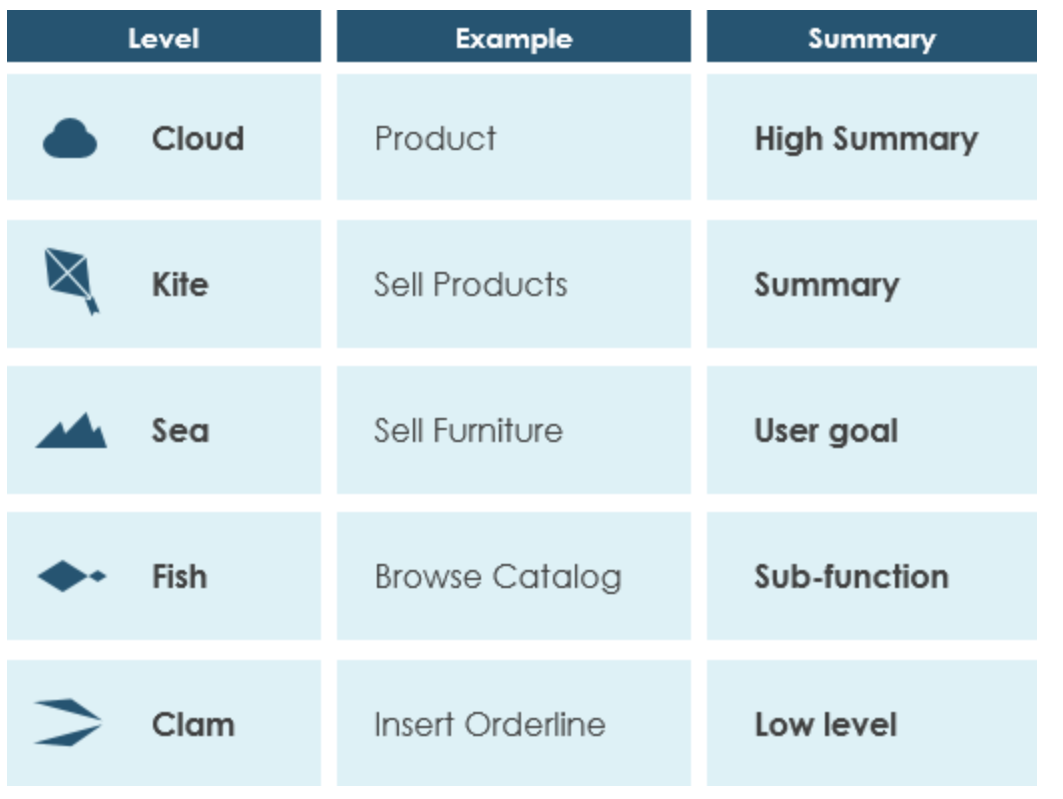 Level Example Summary
Cloud Product High Summary
Kite Sell Products Summary
Sea Sell Furniture User goal
Fish Browse Catalog Sub-function
Clam Insert Orderline Low level